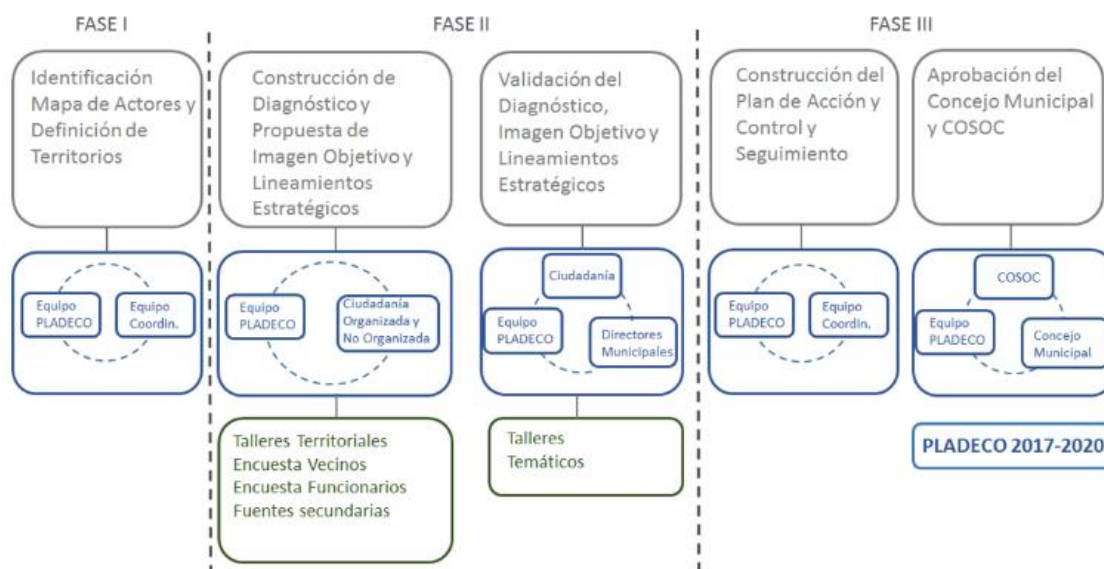 FASE I
FASE II
FASE III
Identificación
Mapa de Actores y
Definición de
Territorios
Construcción de
Diagnóstico y
Propuesta de
Imagen Objetivo y
Lineamientos
Estratégicos
Validación del
Diagnóstico,
Imagen Objetivo y
Lineamientos
Estratégicos
Construcción del
Plan de Acción y
Control y
Seguimiento
Aprobación del
Concejo Municipal
y COSOC
Equipo
PLADECO
Equipo
Coordin.
Equipo
PLADECO
Ciudadanía
Organizada y
No Organizada
Ciudadanía
Equipo
PLADECO
Directores
Municipales
Equipo
PLADECO
Equipo
Coordin.
COSOC
Equipo
PLADECO
Concejo
Municipal
Talleres Territoriales
Encuesta Vecinos
Encuesta Funcionarios
Fuentes secundarias
Talleres
Temáticos
PLADECO 2017-2020